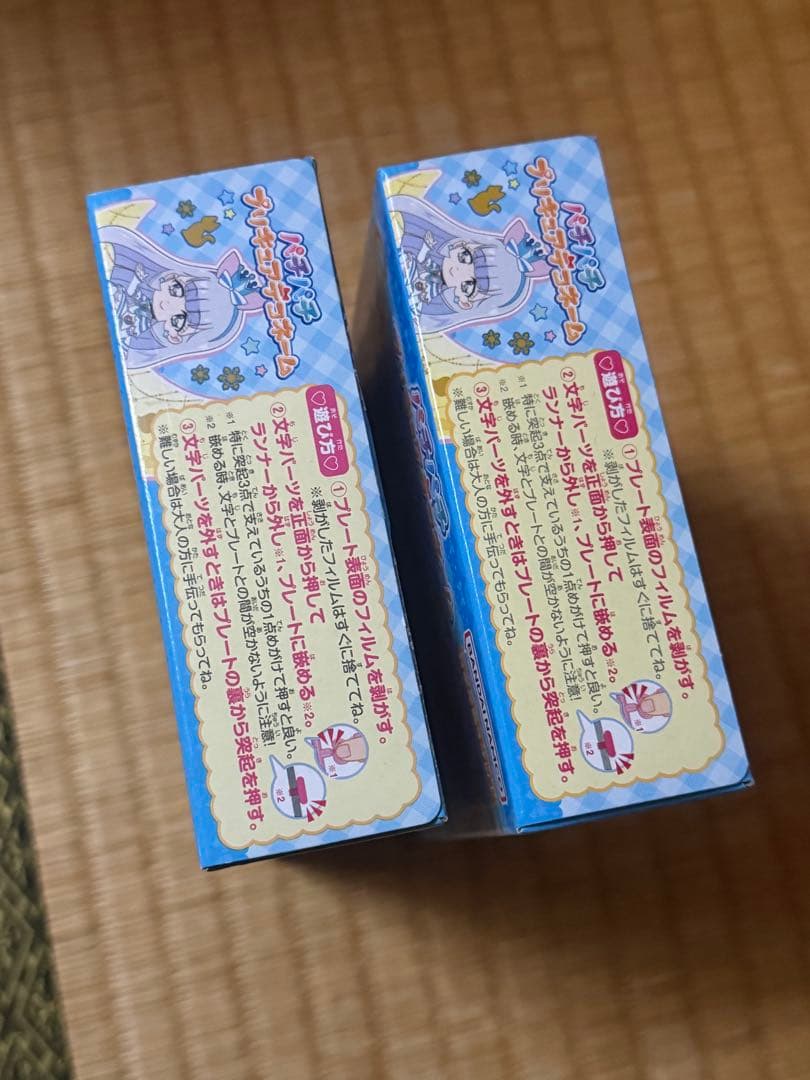 パチパチ
プリキュアデコネーム
♡遊び方♡
①プレート表面のフィルムを剥がす。
※剥がしたフィルムはすぐに捨ててね。
②文字パーツを正面から押して
ランナーから外し※1、プレートに嵌める※2。
※1 特に突起3点で支えているうちの1点めがけて押すと良い。
※2 嵌める時、文字とプレートとの間が空かないように注意!
③文字パーツを外すときはプレートの裏から突起を押す。
※難しい場合は大人の方に手伝ってもらってね。
※1
※2
パチパチ
プリキュアデコネーム
♡遊び方♡
①プレート表面のフィルムを剥がす。
※剥がしたフィルムはすぐに捨ててね。
②文字パーツを正面から押して
ランナーから外し※1、プレートに嵌める※2。
※1 特に突起3点で支えているうちの1点めがけて押すと良い。
※2 嵌める時、文字とプレートとの間が空かないように注意!
③文字パーツを外すときはプレートの裏から突起を押す。
※難しい場合は大人の方に手伝ってもらってね。
※1
※2